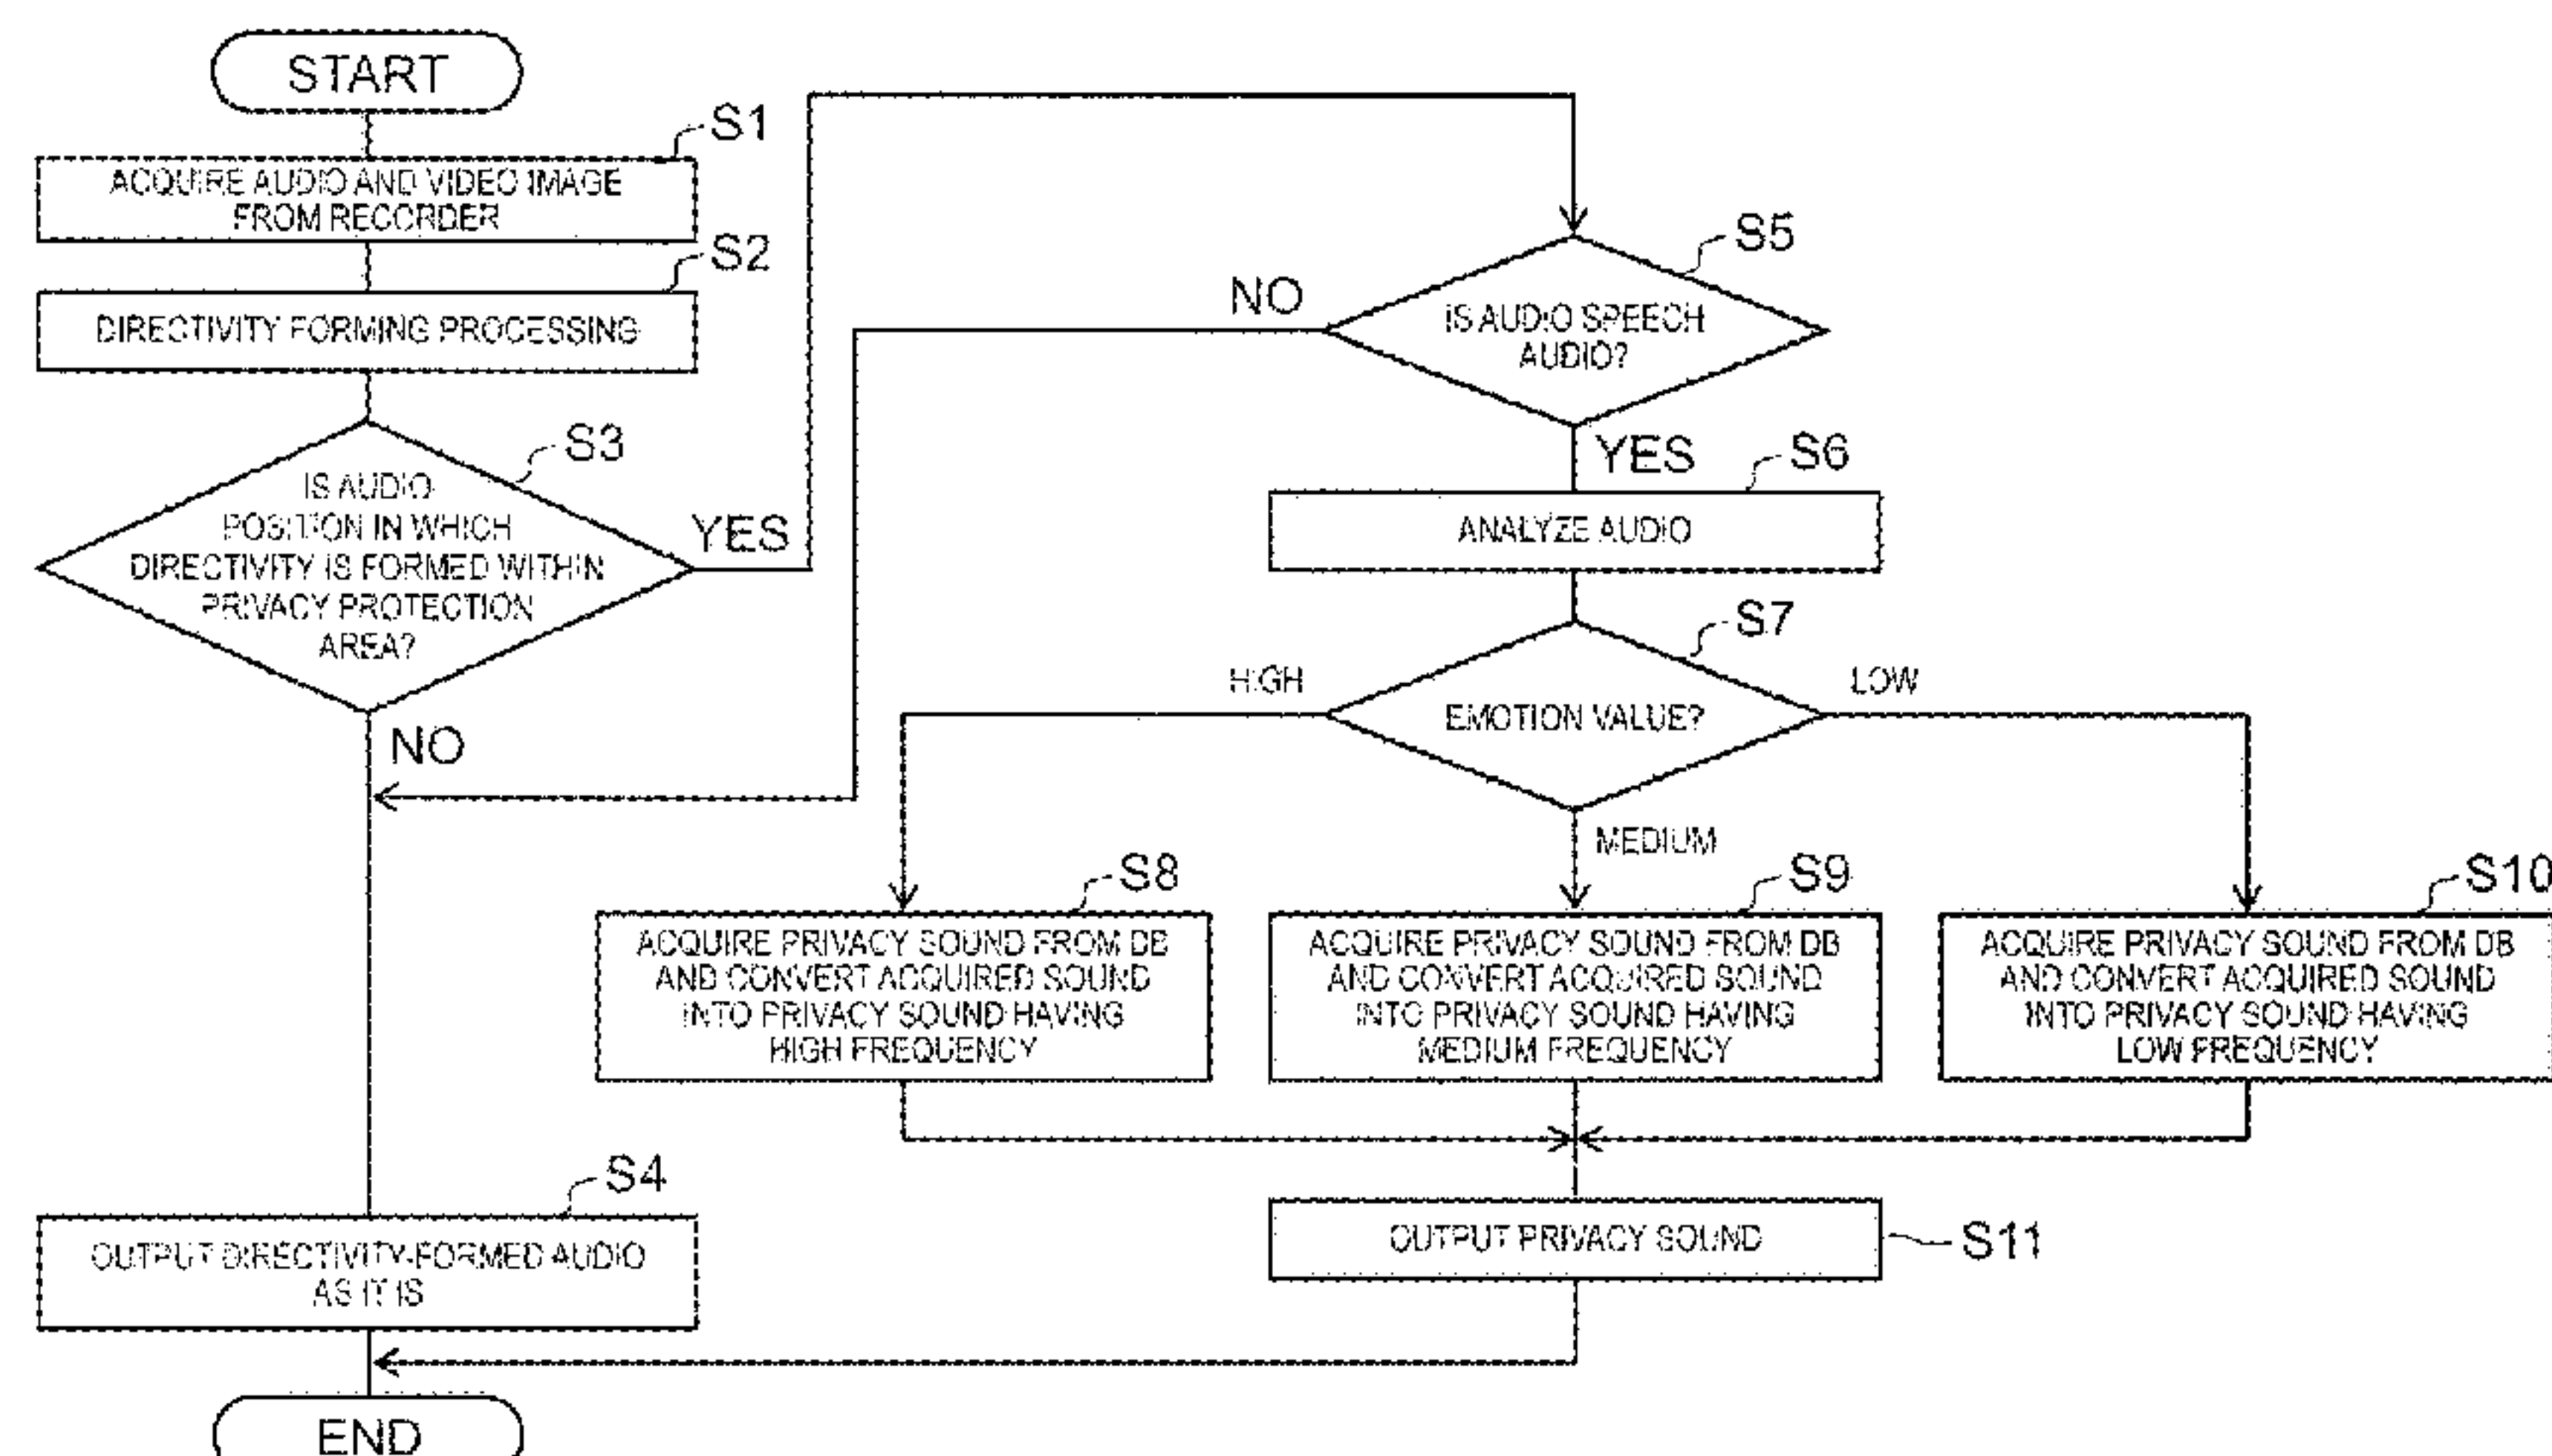 START
S1
ACQUIRE AUDIO AND VIDEO IMAGE
FROM RECORDER
S2
DIRECTIVITY FORMING PROCESSING
S3
IS AUDIO
POSITION IN WHICH
DIRECTIVITY IS FORMED WITHIN
PRIVACY PROTECTION
AREA?
YES
NO
S5
IS AUDIO SPEECH
AUDIO?
NO
YES
S6
ANALYZE AUDIO
S7
EMOTION VALUE?
HIGH
LOW
MEDIUM
S8
ACQUIRE PRIVACY SOUND FROM DB
AND CONVERT ACQUIRED SOUND
INTO PRIVACY SOUND HAVING
HIGH FREQUENCY
S9
ACQUIRE PRIVACY SOUND FROM DB
AND CONVERT ACQUIRED SOUND
INTO PRIVACY SOUND HAVING
MEDIUM FREQUENCY
S10
ACQUIRE PRIVACY SOUND FROM DB
AND CONVERT ACQUIRED SOUND
INTO PRIVACY SOUND HAVING
LOW FREQUENCY
S4
OUTPUT DIRECTIVITY-FORMED AUDIO
AS IT IS
OUTPUT PRIVACY SOUND
S11
END